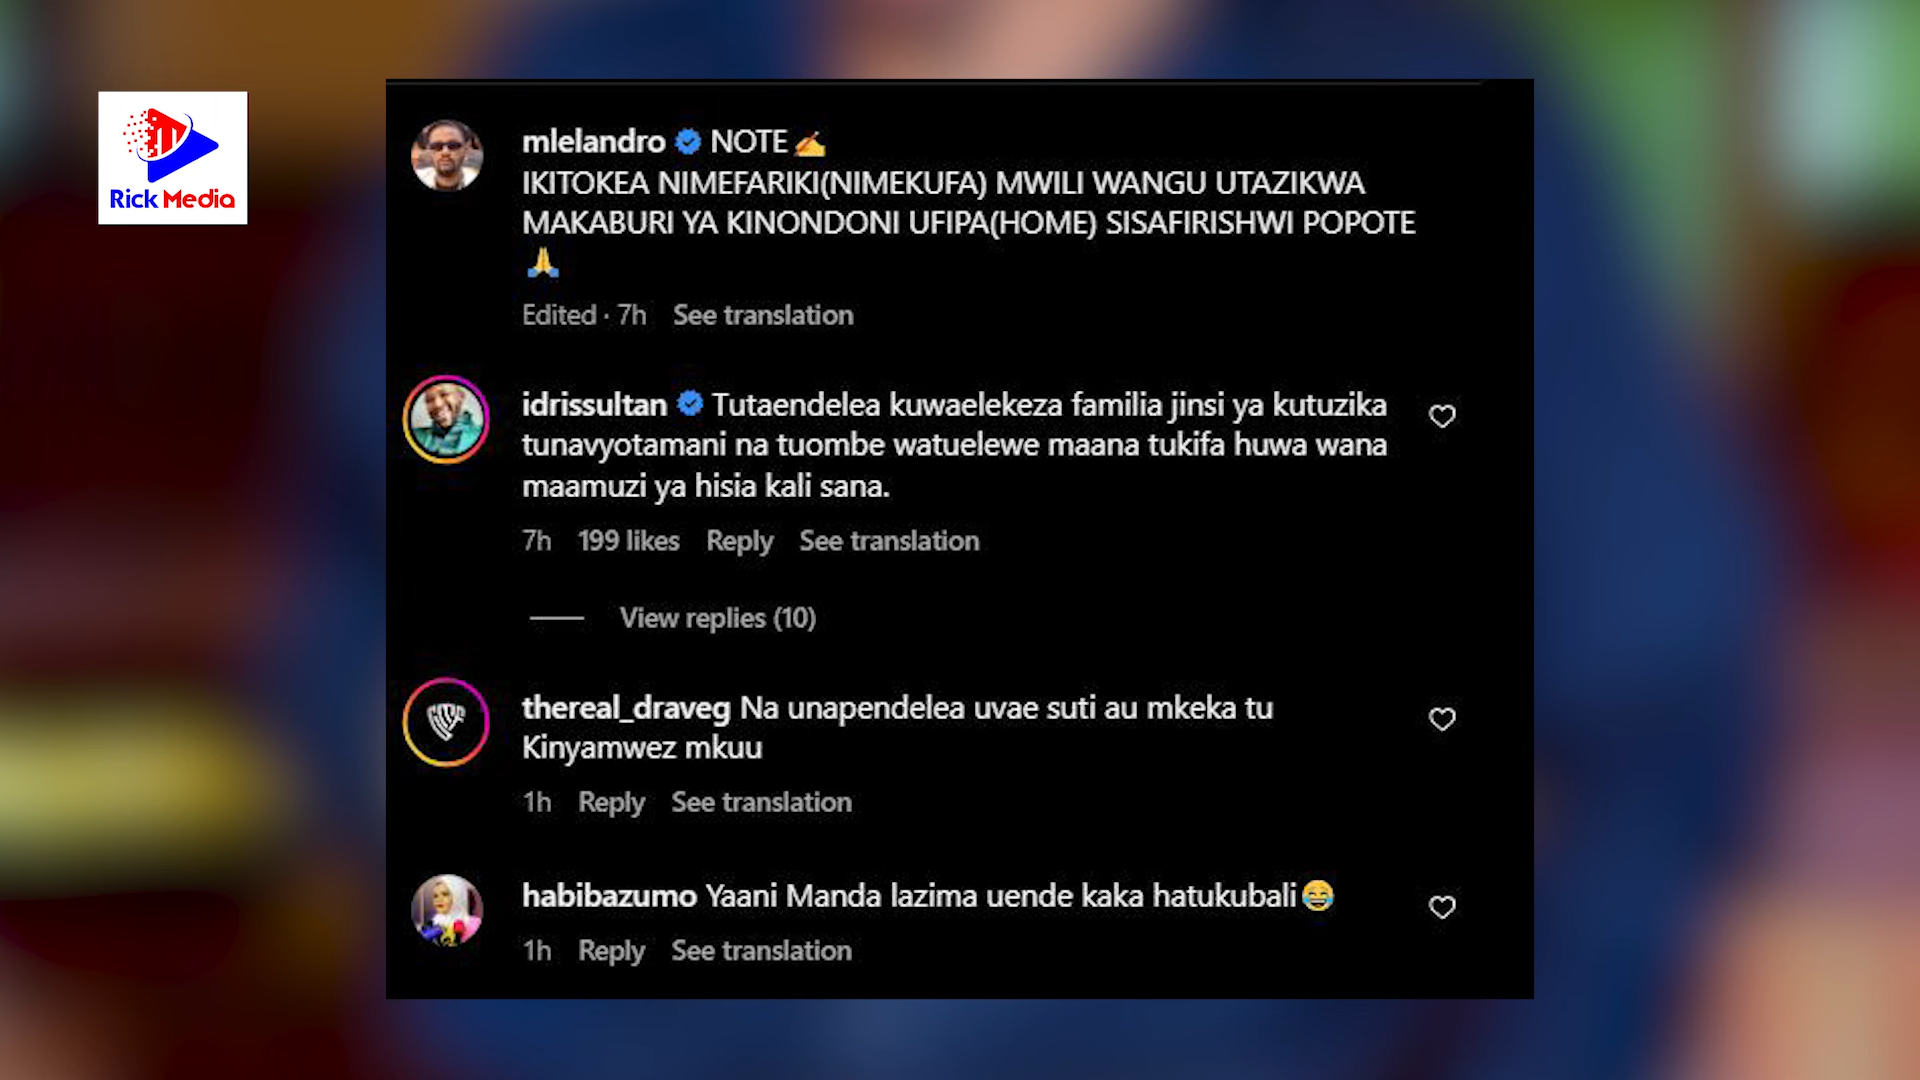 Rick Media
mlelandro NOTE ✍️
IKITOKEA NIMEFARIKI(NIMEKUFA) MWILI WANGU UTAZIKWA
MAKABURI YA KINONDONI UFIPA(HOME) SISAFIRISHWI POPOTE
🙏
Edited · 7h See translation
idrissultan Tutaendelea kuwaelekeza familia jinsi ya kutuzika
tunavyotamani na tuombe watuelewe maana tukifa huwa wana
maamuzi ya hisia kali sana.
7h 199 likes Reply See translation
View replies (10)
thereal_draveg Na unapendelea uvae suti au mkeka tu
Kinyamwez mkuu
1h Reply See translation
habibazumo Yaani Manda lazima uende kaka hatukubali😂
1h Reply See translation